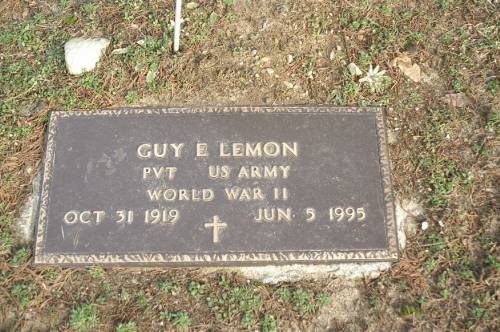 GUY E LEMON
PVT US ARMY
WORLD WAR II
OCT 31 1919 JUN 5 1995